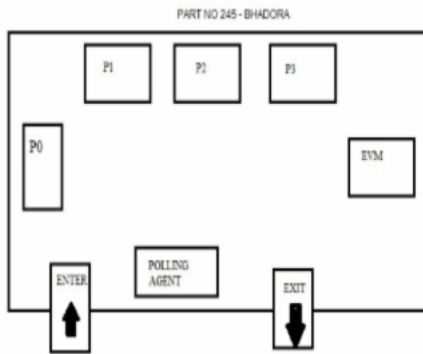 PART NO 245 - BHADORA
P1
P2
P3
P0
EVM
POLLING
AGENT
ENTER
EXIT